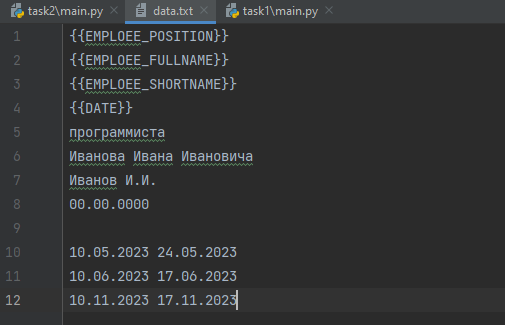 task2\main.py data.txt task1\main.py
1 {{EMPLOEE_POSITION}}
2 {{EMPLOEE_FULLNAME}}
3 {{EMPLOEE_SHORTNAME}}
4 {{DATE}}
5 программиста
6 Иванова Ивана Ивановича
7 Иванов И.И.
8 00.00.0000
9
10 10.05.2023 24.05.2023
11 10.06.2023 17.06.2023
12 10.11.2023 17.11.2023